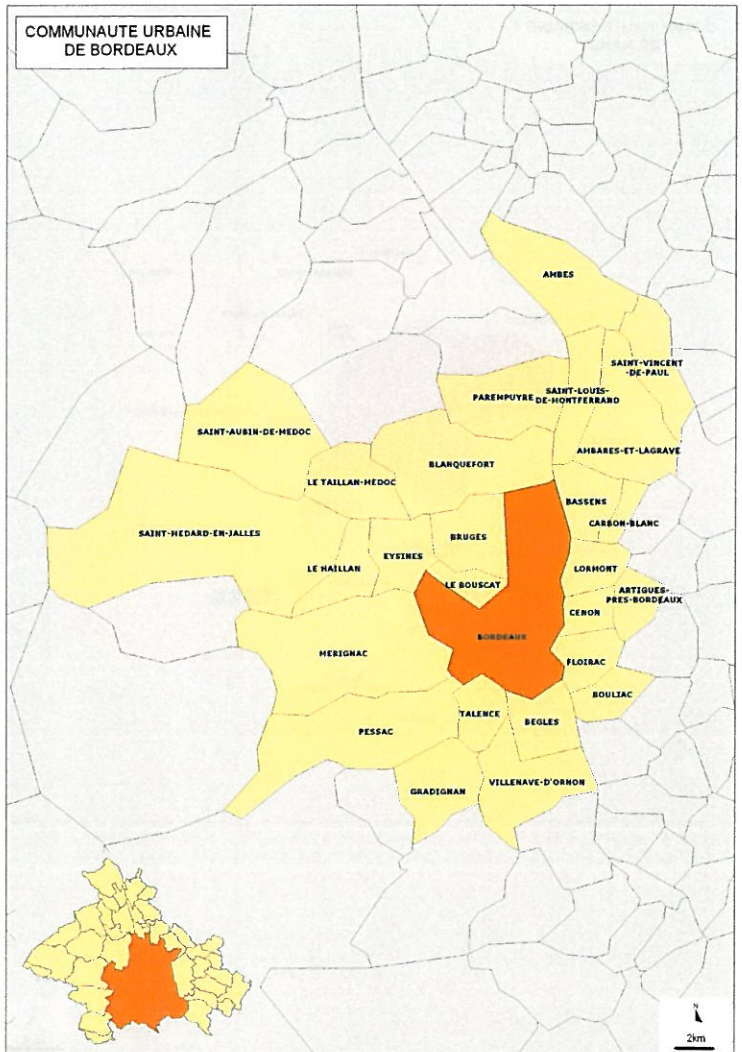 COMMUNAUTE URBAINE
DE BORDEAUX
AMBES
SAINT-VINCENT
-DE-PAUL
SAINT-LOUIS-
DE-MONTFERRAND
PAREMPUYRE
AMBARES-ET-LAGRAVE
SAINT-AUBIN-DE-MEDOC
BLANQUEFORT
LE TAILLAN-MEDOC
BASSENS
CARBON-BLANC
SAINT-MEDARD-EN-JALLES
BRUGES
EYSINES
LE HAILLAN
LORMONT
LE BOUSCAT
ARTIGUES-
PRES-BORDEAUX
CENON
BORDEAUX
MERIGNAC
FLOIRAC
BOULIAC
TALENCE
BEGLES
PESSAC
VILLENAVE-D'ORNON
GRADIGNAN
N
2km